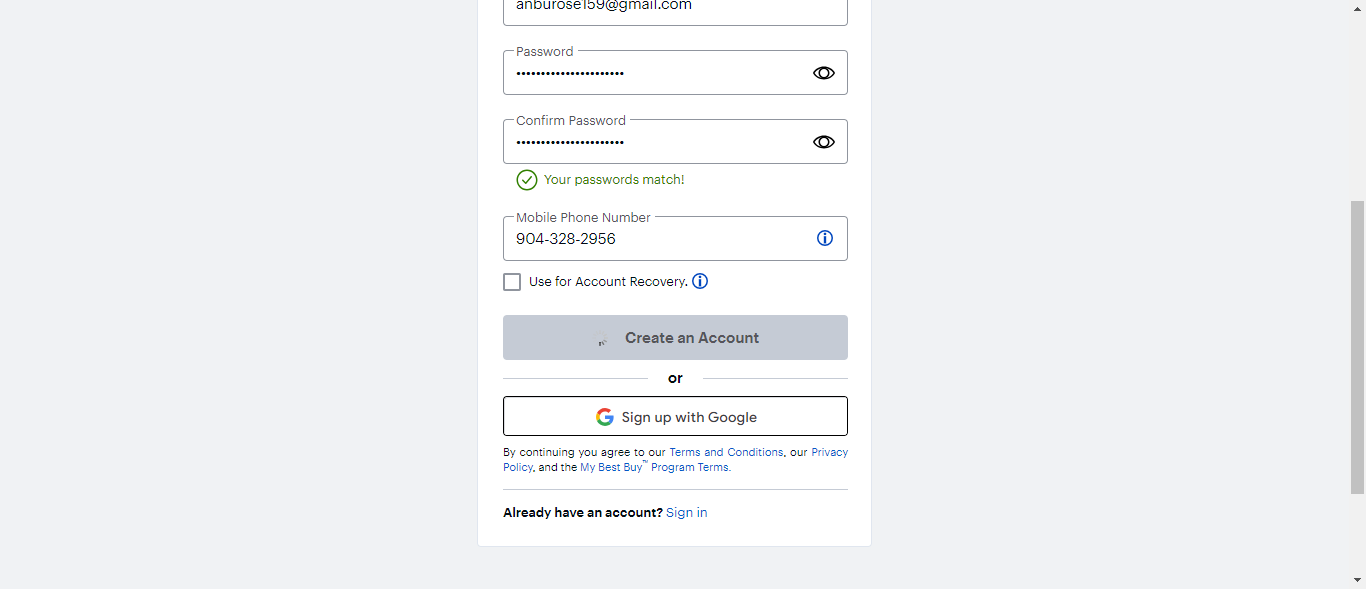 anburose159@gmail.com
Password
••••••••••••••••••••••
Confirm Password
••••••••••••••••••••••
Your passwords match!
Mobile Phone Number
904-328-2956
Use for Account Recovery.
Create an Account
or
Sign up with Google
By continuing you agree to our Terms and Conditions, our Privacy
Policy, and the My Best Buy™ Program Terms.
Already have an account? Sign in